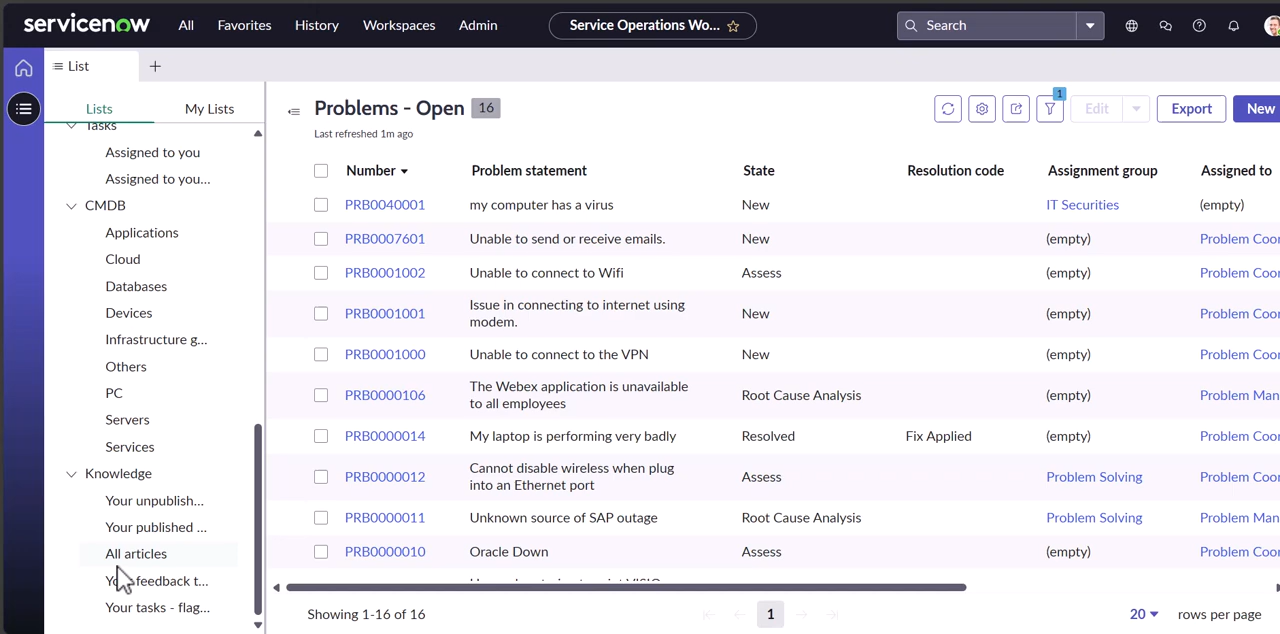 servicenow All Favorites History Workspaces Admin Service Operations Wo... Search
List
Lists My Lists
Tasks
Assigned to you
Assigned to you...
CMDB
Applications
Cloud
Databases
Devices
Infrastructure g...
Others
PC
Servers
Services
Knowledge
Your unpublish...
Your published ...
All articles
feedback t...
Your tasks - flag...
Problems - Open 16
Last refreshed 1m ago
1
Edit Export New
Number Problem statement State Resolution code Assignment group Assigned to
PRB0040001 my computer has a virus New IT Securities (empty)
PRB0007601 Unable to send or receive emails. New (empty) Problem Coor
PRB0001002 Unable to connect to Wifi Assess (empty) Problem Coor
PRB0001001 Issue in connecting to internet using
modem. New (empty) Problem Coor
PRB0001000 Unable to connect to the VPN New (empty) Problem Coor
PRB0000106 The Webex application is unavailable
to all employees Root Cause Analysis (empty) Problem Man
PRB0000014 My laptop is performing very badly Resolved Fix Applied (empty) Problem Coor
PRB0000012 Cannot disable wireless when plug
into an Ethernet port Assess Problem Solving Problem Coor
PRB0000011 Unknown source of SAP outage Root Cause Analysis Problem Solving Problem Man
PRB0000010 Oracle Down Assess (empty) Problem Coor
Showing 1-16 of 16 1 20 rows per page